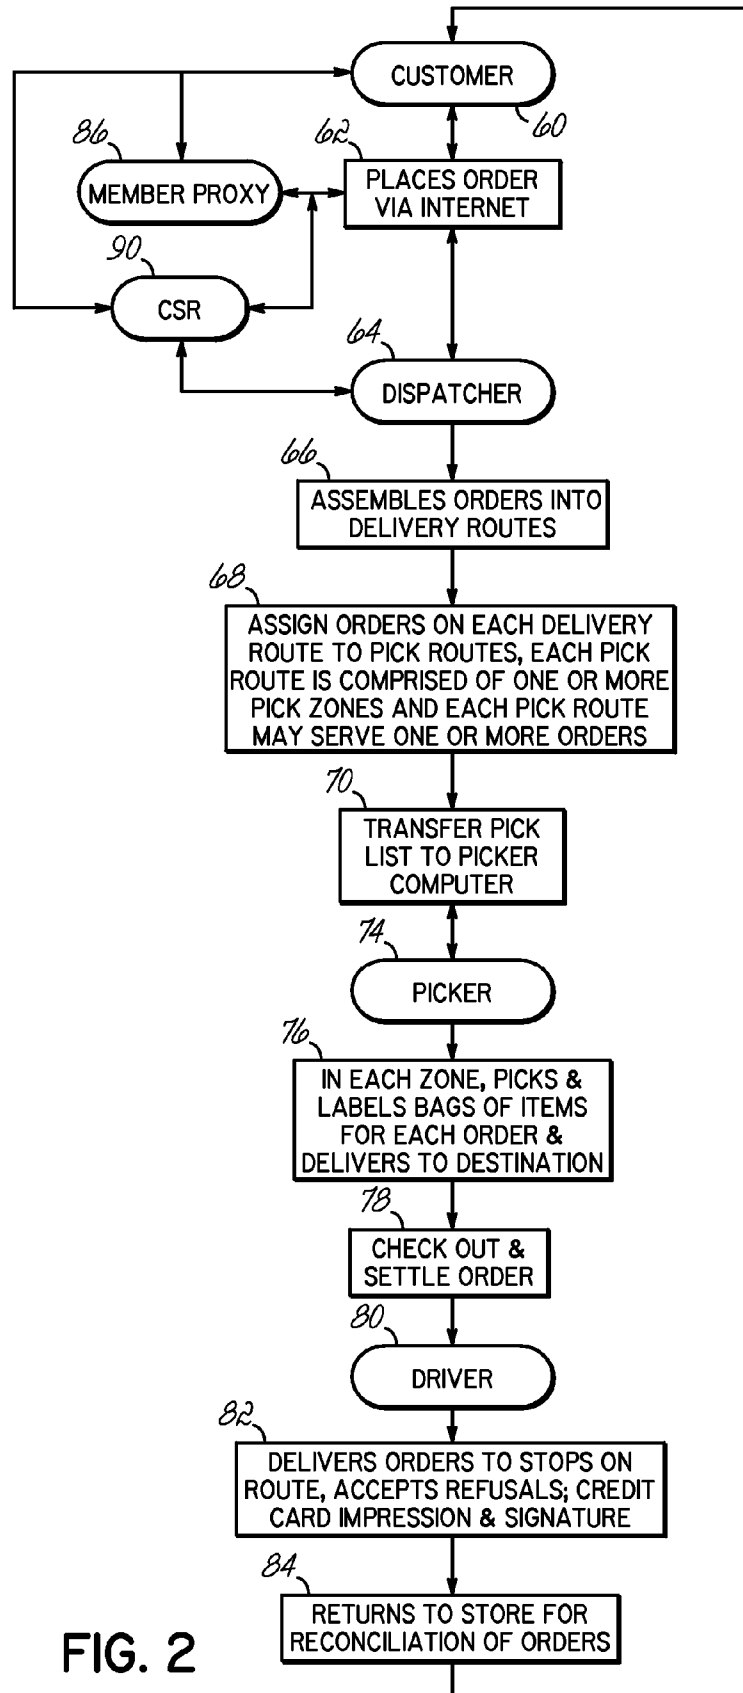 CUSTOMER
60
86
62
MEMBER PROXY
PLACES ORDER
VIA INTERNET
90
CSR
64
DISPATCHER
66
ASSEMBLES ORDERS INTO
DELIVERY ROUTES
68
ASSIGN ORDERS ON EACH DELIVERY
ROUTE TO PICK ROUTES, EACH PICK
ROUTE IS COMPRISED OF ONE OR MORE
PICK ZONES AND EACH PICK ROUTE
MAY SERVE ONE OR MORE ORDERS
70
TRANSFER PICK
LIST TO PICKER
COMPUTER
74
PICKER
76
IN EACH ZONE, PICKS &
LABELS BAGS OF ITEMS
FOR EACH ORDER &
DELIVERS TO DESTINATION
78
CHECK OUT &
SETTLE ORDER
80
DRIVER
82
DELIVERS ORDERS TO STOPS ON
ROUTE, ACCEPTS REFUSALS; CREDIT
CARD IMPRESSION & SIGNATURE
84
RETURNS TO STORE FOR
RECONCILIATION OF ORDERS
FIG. 2